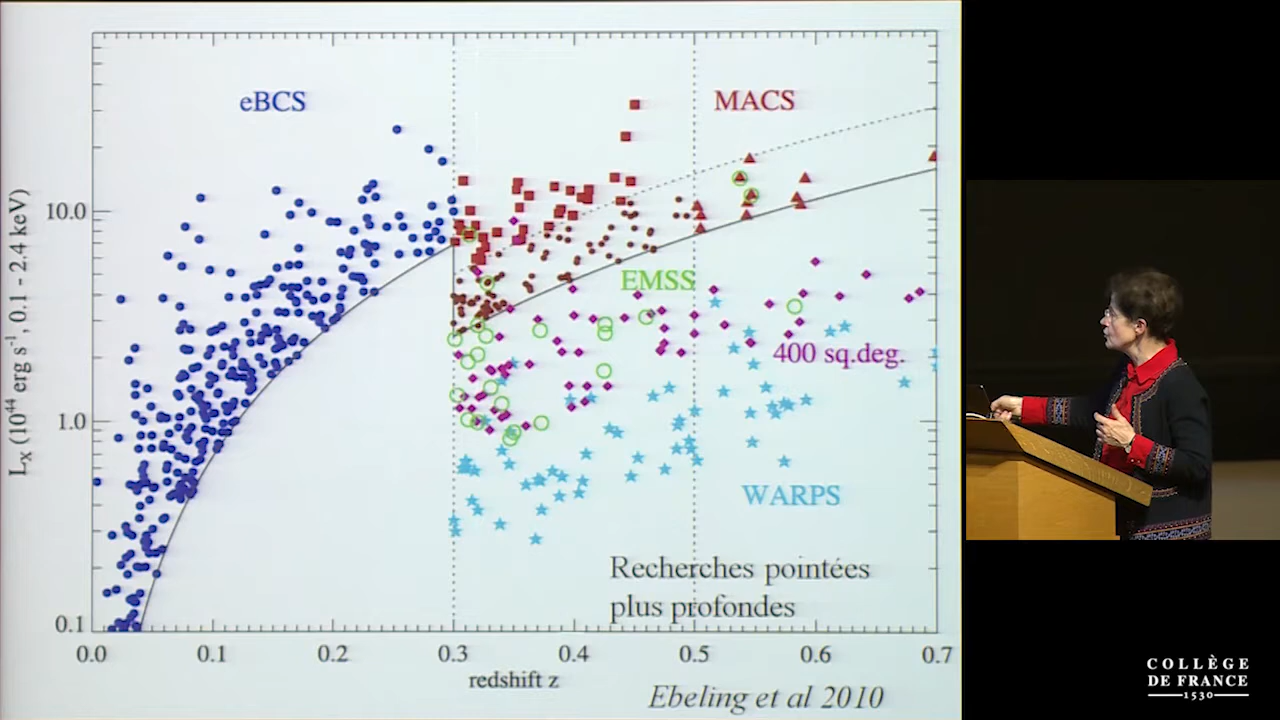 eBCS
MACS
EMSS
400 sq.deg.
WARPS
Recherches pointées
plus profondes
10.0
1.0
0.1
L_X (10^44 erg s^-1, 0.1 - 2.4 keV)
0.0 0.1 0.2 0.3 0.4 0.5 0.6 0.7
redshift z
Ebeling et al 2010
COLLÈGE
DE FRANCE
1530